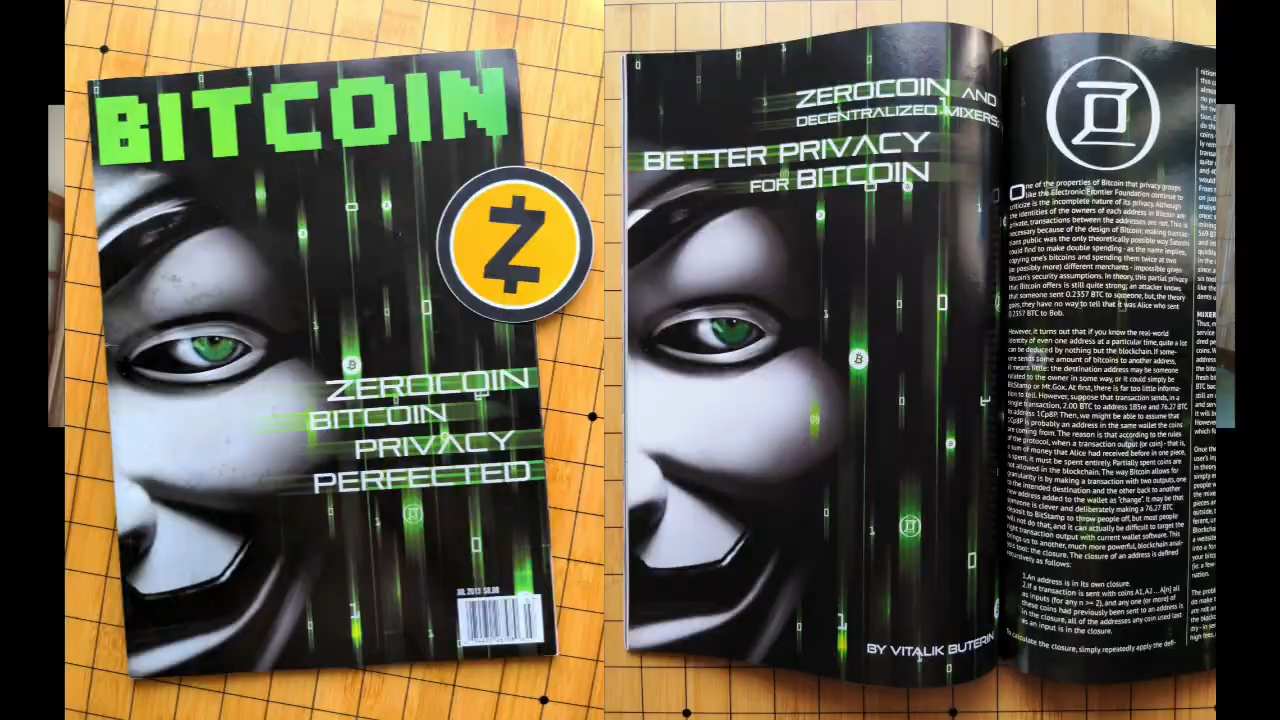 BITCOIN
ZEROCOIN
BITCOIN
PRIVACY
PERFECTED
JUL 2013 $8.88
ZEROCOIN AND
DECENTRALIZED MIXERS:
BETTER PRIVACY
FOR BITCOIN
BY VITALIK BUTERIN
One of the properties of Bitcoin that privacy groups
like the Electronic Frontier Foundation continue to
criticize is the incomplete nature of its privacy. Although
the identities of the owners of each address in Bitcoin are
private, transactions between the addresses are not. This is
necessary because of the design of Bitcoin; making transac-
tions public was the only theoretically possible way Satoshi
could find to make double spending - as the name implies,
copying one's bitcoins and spending them twice at two
(or possibly more) different merchants - impossible given
Bitcoin's security assumptions. In theory, this partial privacy
that Bitcoin offers is still quite strong; an attacker knows
that someone sent 0.2357 BTC to someone, but, the theory
goes, they have no way to tell that it was Alice who sent
0.2357 BTC to Bob.
However, it turns out that if you know the real-world
identity of even one address at a particular time, quite a lot
can be deduced by nothing but the blockchain. If some-
one sends some amount of bitcoins to another address,
it means little: the destination address may be someone
related to the owner in some way, or it could simply be
BitStamp or Mt.Gox. At first, there is far too little informa-
tion to tell. However, suppose that transaction sends, in a
single transaction, 2.00 BTC to address 1B5re and 76.27 BTC
to address 1Cp8P. Then, we might be able to assume that
1Cp8P is probably an address in the same wallet the coins
are coming from. The reason is that according to the rules
of the protocol, when a transaction output (or coin) - that is,
a sum of money that Alice had received before in one piece,
is spent, it must be spent entirely. Partially spent coins are
not allowed in the blockchain. The way Bitcoin allows for
granularity is by making a transaction with two outputs, one
to the intended destination and the other back to another
new address added to the wallet as "change". It may be that
someone is clever and deliberately making a 76.27 BTC
deposit to BitStamp to throw people off, but most people
will not do that, and it can actually be difficult to target the
right transaction output with current wallet software. This
brings us to another, much more powerful, blockchain anal-
ysis tool: the closure. The closure of an address is defined
recursively as follows:
1.An address is in its own closure.
2.If a transaction is sent with coins A1, A2 ... A[n] all
as inputs (for any n >= 2), and any one (or more) of
these coins had previously been sent to an address in
in the closure, all of the addresses any coin used last
as an input is in the closure.
To calculate the closure, simply repeatedly apply the defi-